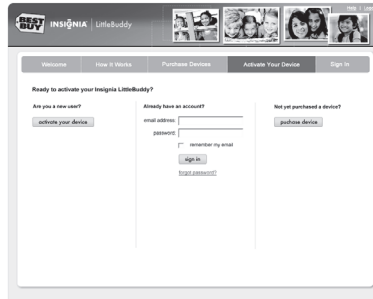 Help | Log
BEST BUY INSIGNIA LittleBuddy
Welcome How It Works Purchase Devices Activate Your Device Sign In
Ready to activate your Insignia LittleBuddy?
Are you a new user?
activate your device
Already have an account?
email address:
password:
remember my email
sign in
forgot password?
Not yet purchased a device?
puchase device